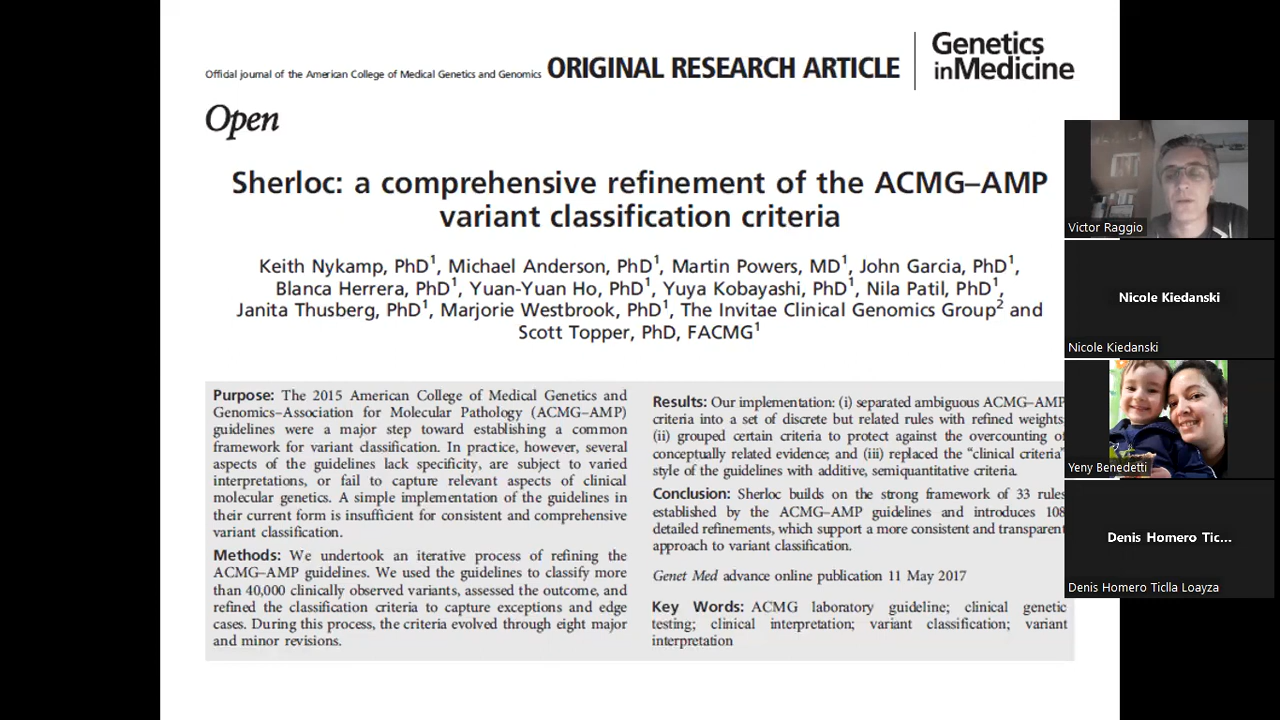 Official journal of the American College of Medical Genetics and Genomics ORIGINAL RESEARCH ARTICLE
Genetics
inMedicine
Open
Sherloc: a comprehensive refinement of the ACMG–AMP
variant classification criteria
Keith Nykamp, PhD1, Michael Anderson, PhD1, Martin Powers, MD1, John Garcia, PhD1,
Blanca Herrera, PhD1, Yuan-Yuan Ho, PhD1, Yuya Kobayashi, PhD1, Nila Patil, PhD1,
Janita Thusberg, PhD1, Marjorie Westbrook, PhD1, The Invitae Clinical Genomics Group2 and
Scott Topper, PhD, FACMG1
Purpose: The 2015 American College of Medical Genetics and
Genomics–Association for Molecular Pathology (ACMG–AMP)
guidelines were a major step toward establishing a common
framework for variant classification. In practice, however, several
aspects of the guidelines lack specificity, are subject to varied
interpretations, or fail to capture relevant aspects of clinical
molecular genetics. A simple implementation of the guidelines in
their current form is insufficient for consistent and comprehensive
variant classification.
Methods: We undertook an iterative process of refining the
ACMG–AMP guidelines. We used the guidelines to classify more
than 40,000 clinically observed variants, assessed the outcome, and
refined the classification criteria to capture exceptions and edge
cases. During this process, the criteria evolved through eight major
and minor revisions.
Results: Our implementation: (i) separated ambiguous ACMG–AMP
criteria into a set of discrete but related rules with refined weights;
(ii) grouped certain criteria to protect against the overcounting of
conceptually related evidence; and (iii) replaced the “clinical criteria”
style of the guidelines with additive, semiquantitative criteria.
Conclusion: Sherloc builds on the strong framework of 33 rules
established by the ACMG–AMP guidelines and introduces 108
detailed refinements, which support a more consistent and transparent
approach to variant classification.
Genet Med advance online publication 11 May 2017
Key Words: ACMG laboratory guideline; clinical genetic
testing; clinical interpretation; variant classification; variant
interpretation
Victor Raggio
Nicole Kiedanski
Nicole Kiedanski
Yeny Benedetti
Denis Homero Tic...
Denis Homero Ticlla Loayza